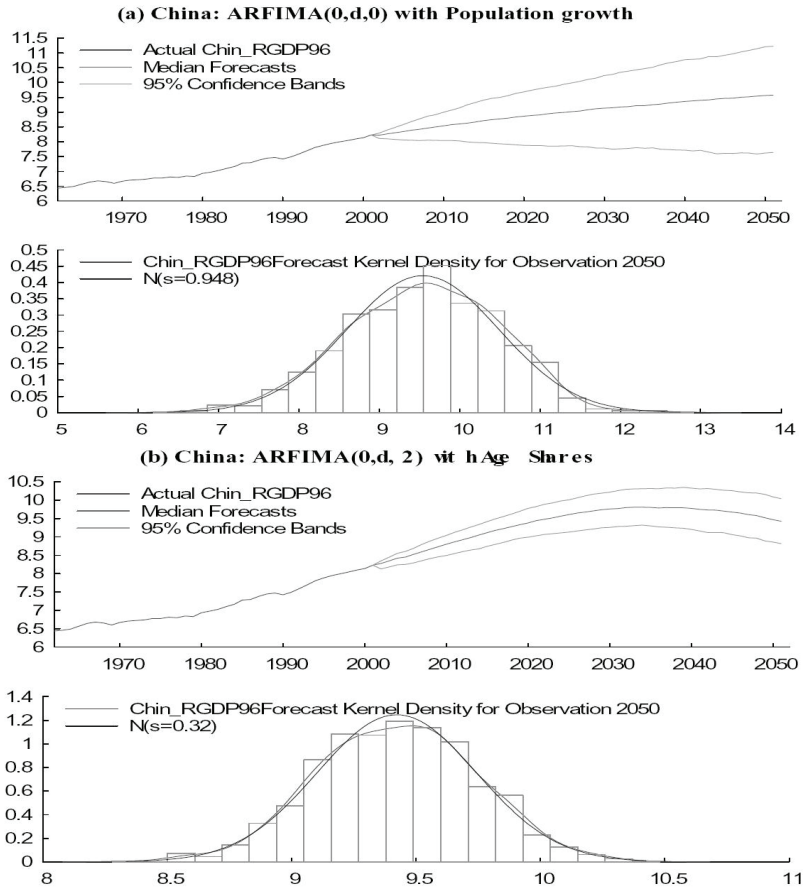 (a) China: ARFIMA(0,d,0) with Population growth
11.5
11
10.5
10
9.5
9
8.5
8
7.5
7
6.5
6
Actual Chin_RGDP96
Median Forecasts
95% Confidence Bands
1970 1980 1990 2000 2010 2020 2030 2040 2050
0.5
0.45
0.4
0.35
0.3
0.25
0.2
0.15
0.1
0.05
0
Chin_RGDP96Forecast Kernel Density for Observation 2050
N(s=0.948)
5 6 7 8 9 10 11 12 13 14
(b) China: ARFIMA(0,d, 2) wit h Age Shares
10.5
10
9.5
9
8.5
8
7.5
7
6.5
6
Actual Chin_RGDP96
Median Forecasts
95% Confidence Bands
1970 1980 1990 2000 2010 2020 2030 2040 2050
1.4
1.2
1
0.8
0.6
0.4
0.2
0
Chin_RGDP96Forecast Kernel Density for Observation 2050
N(s=0.32)
8 8.5 9 9.5 10 10.5 11